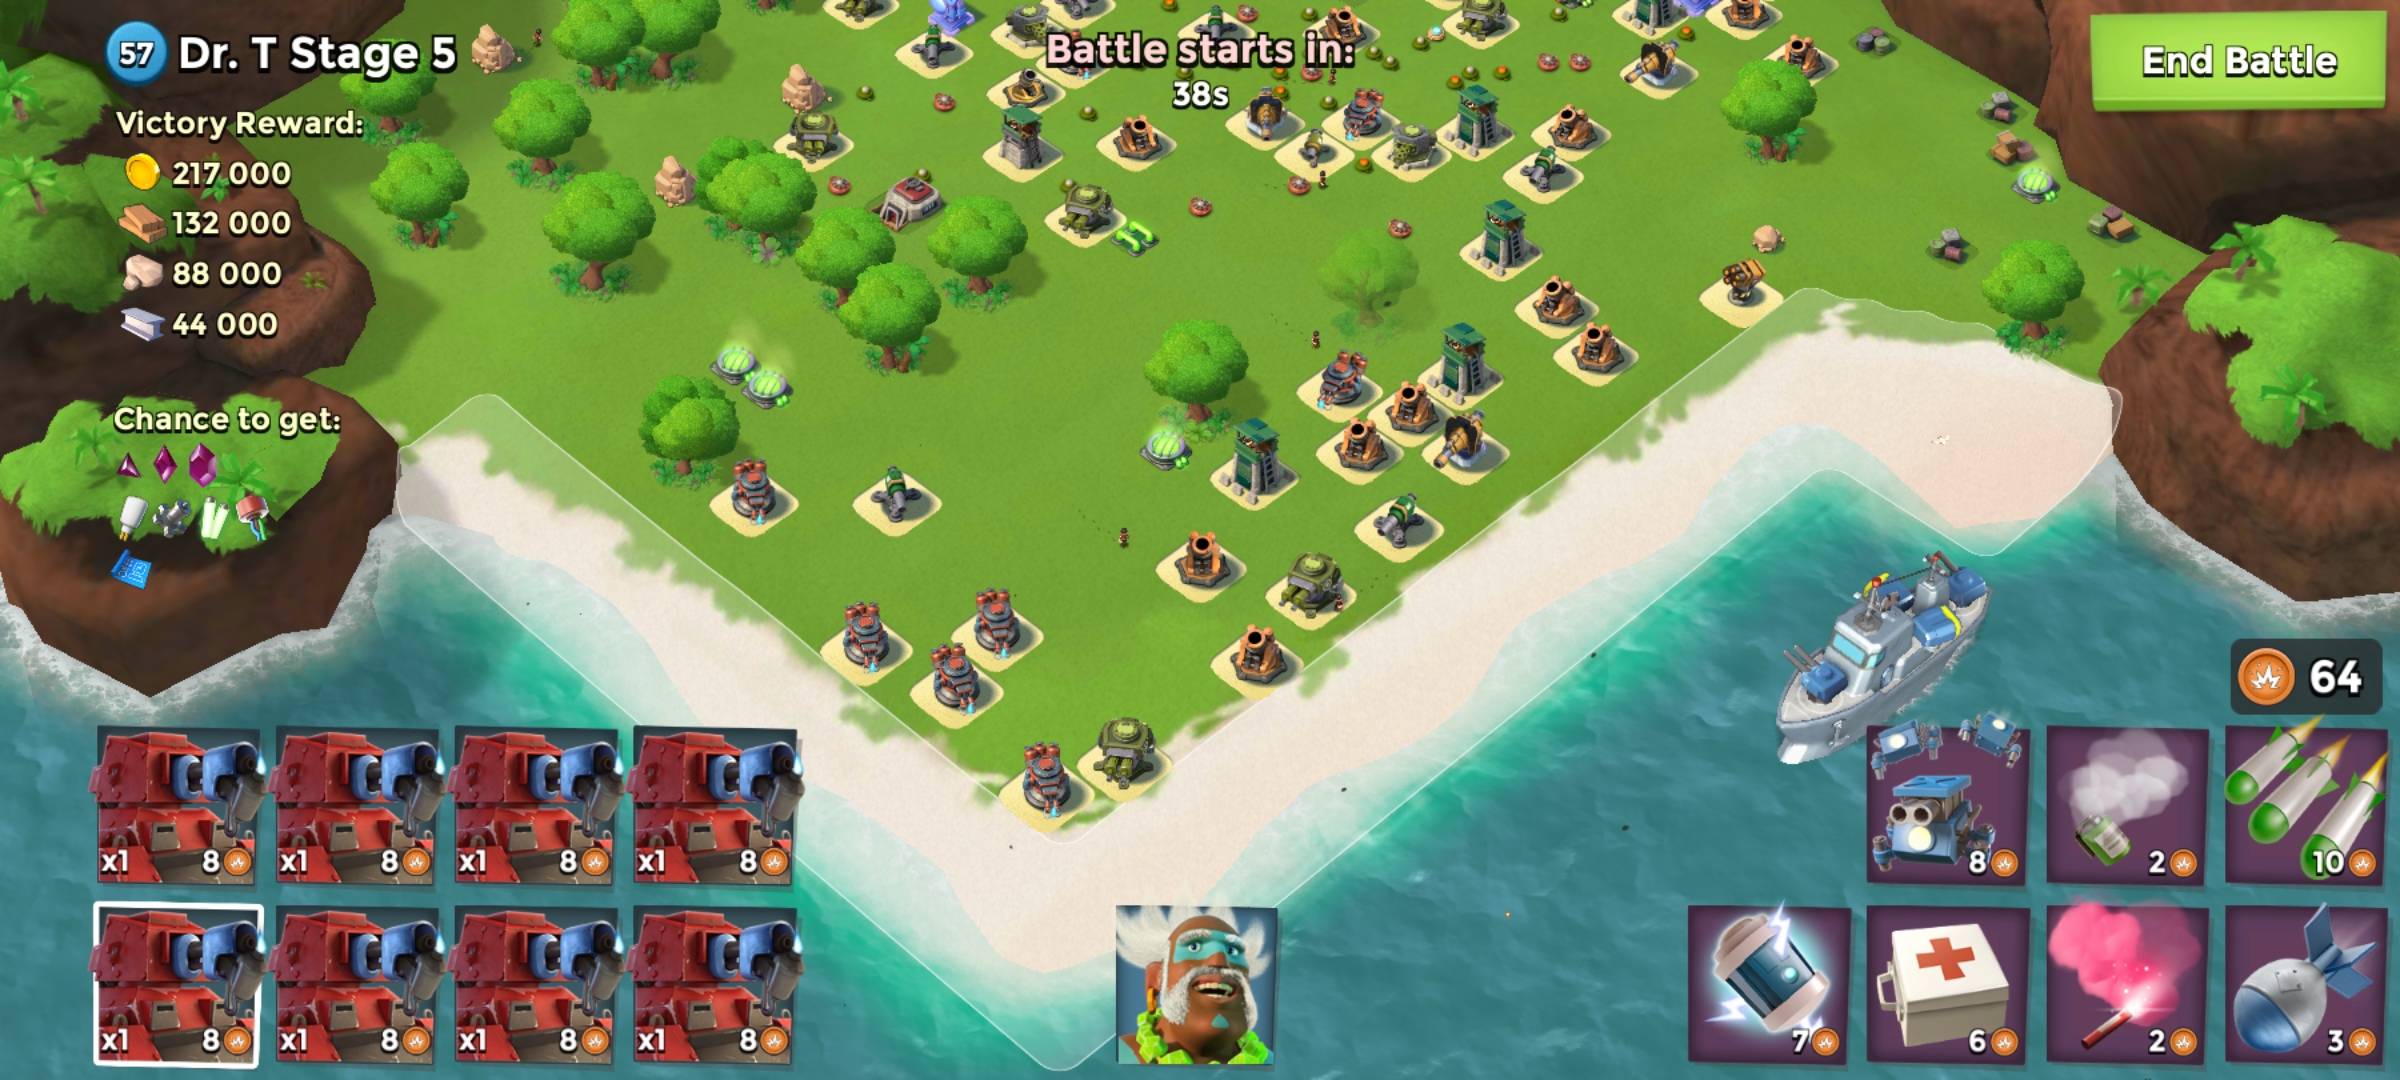 57 Dr. T Stage 5
Victory Reward:
217 000
132 000
88 000
44 000
Chance to get:
Battle starts in:
38s
End Battle
64
x1 8
x1 8
x1 8
x1 8
8
2
10
x1 8
x1 8
x1 8
x1 8
7
6
2
3